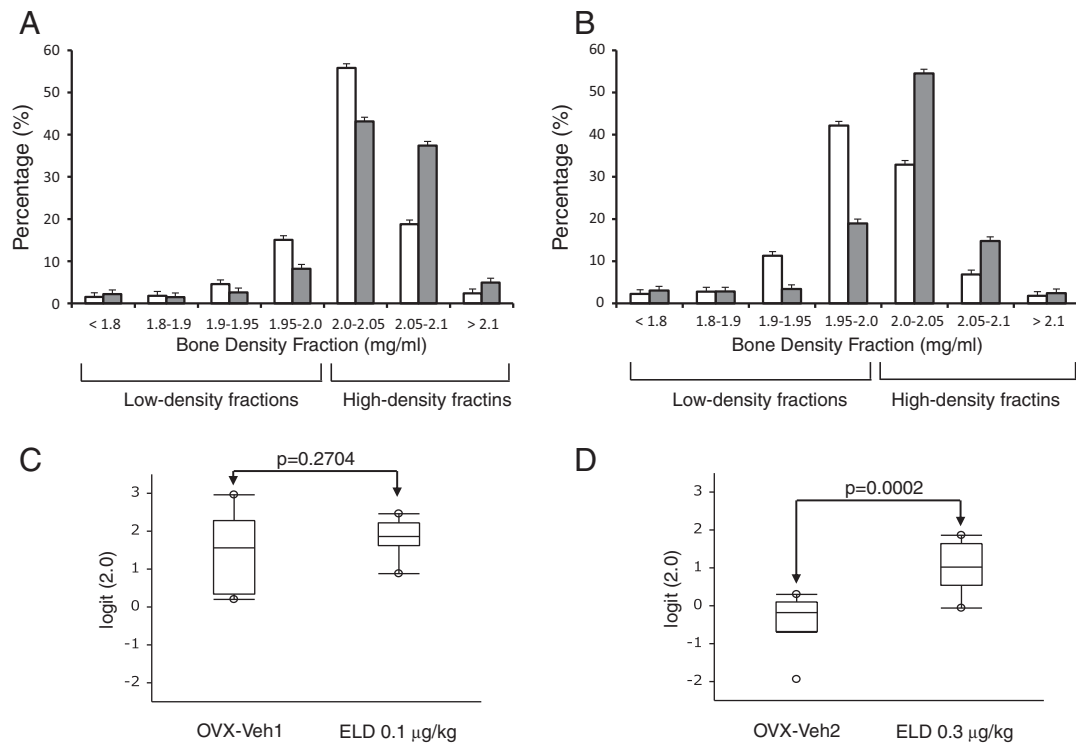 A
B
60
50
40
30
20
10
0
Percentage (%)
< 1.8 1.8-1.9 1.9-1.95 1.95-2.0 2.0-2.05 2.05-2.1 > 2.1
Bone Density Fraction (mg/ml)
Low-density fractions High-density fractins
60
50
40
30
20
10
0
Percentage (%)
< 1.8 1.8-1.9 1.9-1.95 1.95-2.0 2.0-2.05 2.05-2.1 > 2.1
Bone Density Fraction (mg/ml)
Low-density fractions High-density fractins
C
p=0.2704
3
2
1
0
-1
-2
logit (2.0)
OVX-Veh1 ELD 0.1 μg/kg
D
p=0.0002
3
2
1
0
-1
-2
logit (2.0)
OVX-Veh2 ELD 0.3 μg/kg